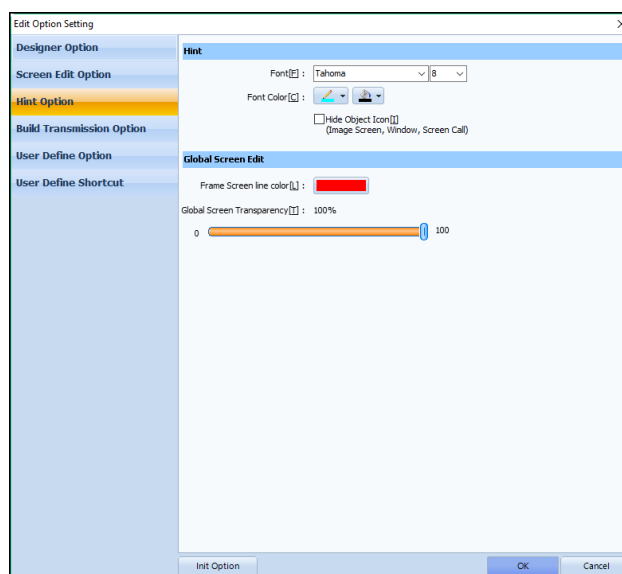 Edit Option Setting
Designer Option
Screen Edit Option
Hint Option
Build Transmission Option
User Define Option
User Define Shortcut
Hint
Font[F] : Tahoma 8
Font Color[C] :
Hide Object Icon[I]
(Image Screen, Window, Screen Call)
Global Screen Edit
Frame Screen line color[L] :
Global Screen Transparency[T] : 100%
0 100
Init Option OK Cancel